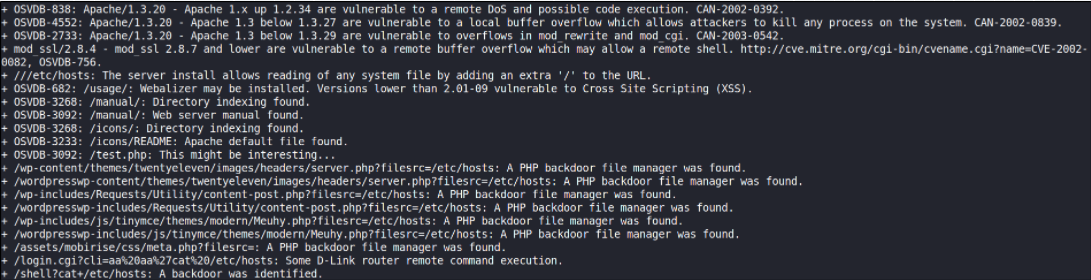 + OSVDB-838: Apache/1.3.20 - Apache 1.x up 1.2.34 are vulnerable to a remote DoS and possible code execution. CAN-2002-0392.
+ OSVDB-4552: Apache/1.3.20 - Apache 1.3 below 1.3.27 are vulnerable to a local buffer overflow which allows attackers to kill any process on the system. CAN-2002-0839.
+ OSVDB-2733: Apache/1.3.20 - Apache 1.3 below 1.3.29 are vulnerable to overflows in mod_rewrite and mod_cgi. CAN-2003-0542.
+ mod_ssl/2.8.4 - mod_ssl 2.8.7 and lower are vulnerable to a remote buffer overflow which may allow a remote shell. http://cve.mitre.org/cgi-bin/cvename.cgi?name=CVE-2002-
0082, OSVDB-756.
+ ///etc/hosts: The server install allows reading of any system file by adding an extra '/' to the URL.
+ OSVDB-682: /usage/: Webalizer may be installed. Versions lower than 2.01-09 vulnerable to Cross Site Scripting (XSS).
+ OSVDB-3268: /manual/: Directory indexing found.
+ OSVDB-3092: /manual/: Web server manual found.
+ OSVDB-3268: /icons/: Directory indexing found.
+ OSVDB-3233: /icons/README: Apache default file found.
+ OSVDB-3092: /test.php: This might be interesting...
+ /wp-content/themes/twentyeleven/images/headers/server.php?filesrc=/etc/hosts: A PHP backdoor file manager was found.
+ /wordpresswp-content/themes/twentyeleven/images/headers/server.php?filesrc=/etc/hosts: A PHP backdoor file manager was found.
+ /wp-includes/Requests/Utility/content-post.php?filesrc=/etc/hosts: A PHP backdoor file manager was found.
+ /wordpresswp-includes/Requests/Utility/content-post.php?filesrc=/etc/hosts: A PHP backdoor file manager was found.
+ /wp-includes/js/tinymce/themes/modern/Meuhy.php?filesrc=/etc/hosts: A PHP backdoor file manager was found.
+ /wordpresswp-includes/js/tinymce/themes/modern/Meuhy.php?filesrc=/etc/hosts: A PHP backdoor file manager was found.
+ /assets/mobirise/css/meta.php?filesrc=: A PHP backdoor file manager was found.
+ /login.cgi?cli=aa%20aa%27cat%20/etc/hosts: Some D-Link router remote command execution.
+ /shell?cat+/etc/hosts: A backdoor was identified.